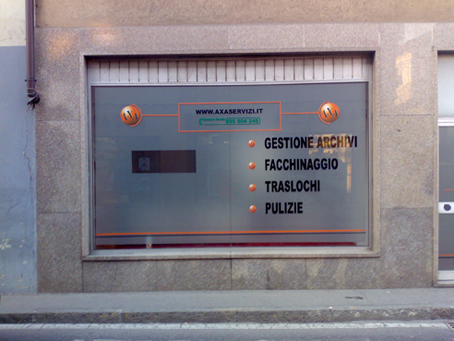 WWW.AXASERVIZI.IT
GESTIONE ARCHIVI
FACCHINAGGIO
TRASLOCHI
PULIZIE